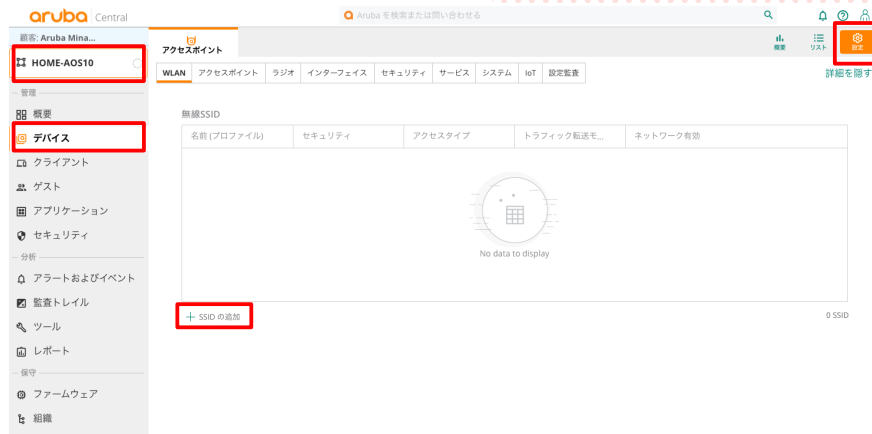 aruba Central
Aruba を検索または問い合わせる
顧客: Aruba Mina...
アクセスポイント
概要
リスト
設定
HOME-AOS10
WLAN アクセスポイント ラジオ インターフェイス セキュリティ サービス システム IoT 設定監査
詳細を隠す
管理
概要
デバイス
クライアント
ゲスト
アプリケーション
セキュリティ
分析
アラートおよびイベント
監査トレイル
ツール
レポート
保守
ファームウェア
組織
無線SSID
名前 (プロファイル) セキュリティ アクセスタイプ トラフィック転送モ... ネットワーク有効
No data to display
+ SSID の追加
0 SSID